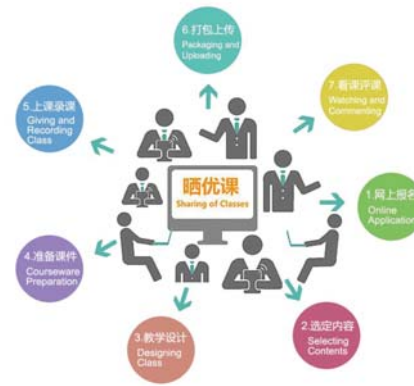 6.打包上传
Packaging and
Uploading
7.看课评课
Watching and
Commenting
5.上课录课
Giving and
Recording
Class
晒优课
Sharing of Classes
1.网上报名
Online
Application
4.准备课件
Courseware
Preparation
3.教学设计
Designing
Class
2.选定内容
Selecting
Contents